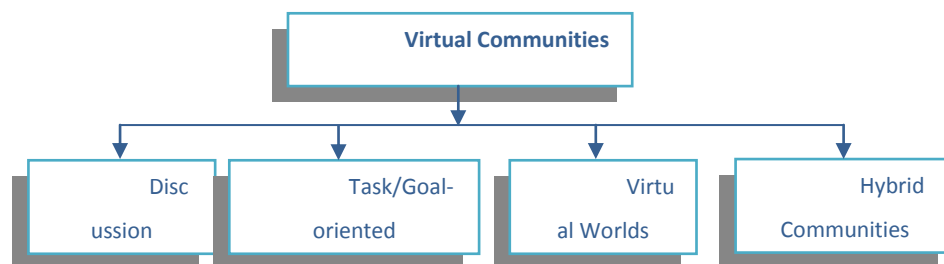 Virtual Communities
Disc
ussion
Task/Goal-
oriented
Virtu
al Worlds
Hybrid
Communities